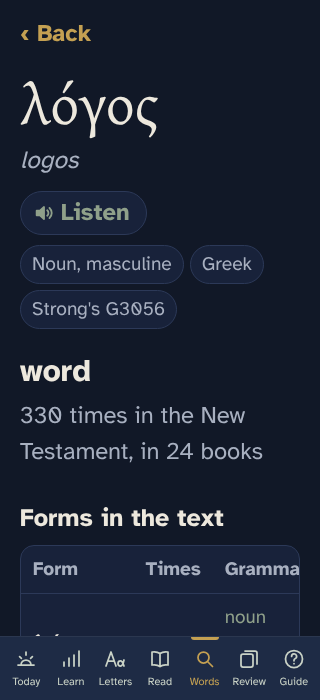 ‹ Back
λόγος
logos
Listen
Noun, masculine
Greek
Strong's G3056
word
330 times in the New
Testament, in 24 books
Forms in the text
Form Times Gramma
noun
Today Learn Letters Read Words Review Guide